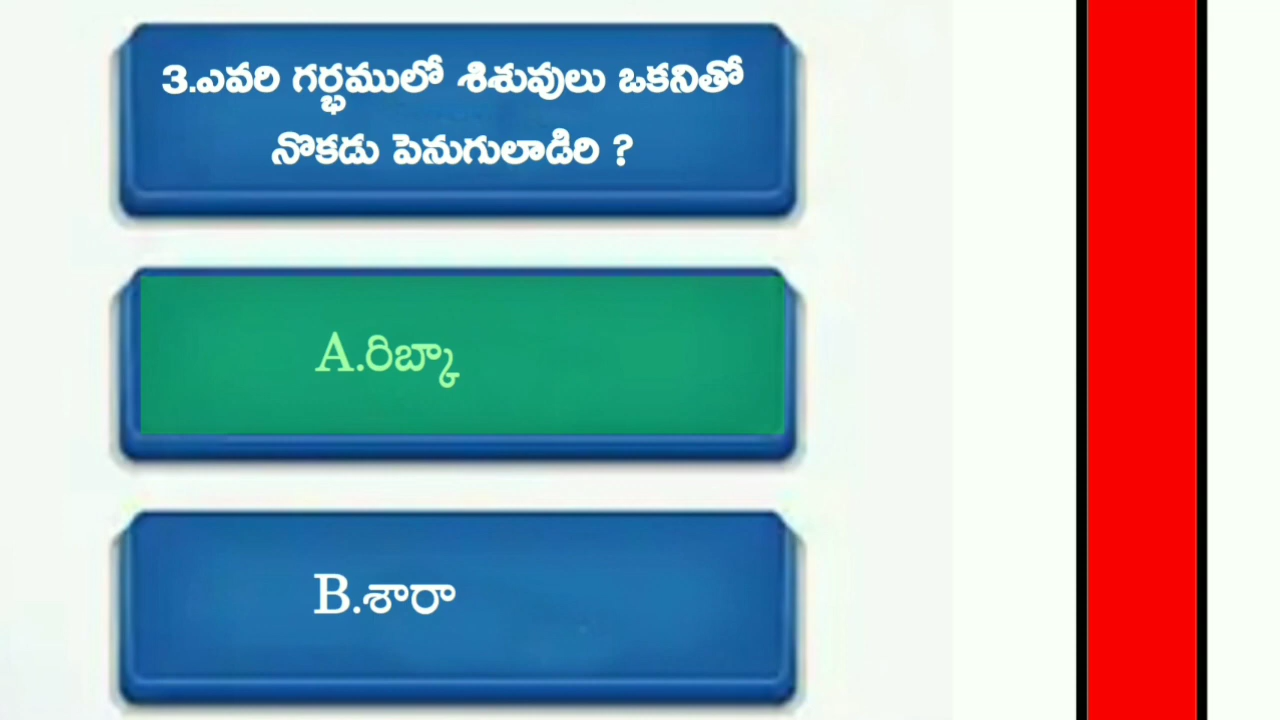 3.ఎవరి గర్భములో శిశువులు ఒకనితో
నొకడు పెనుగులాడిరి ?
A.రిబ్కా
B.శారా